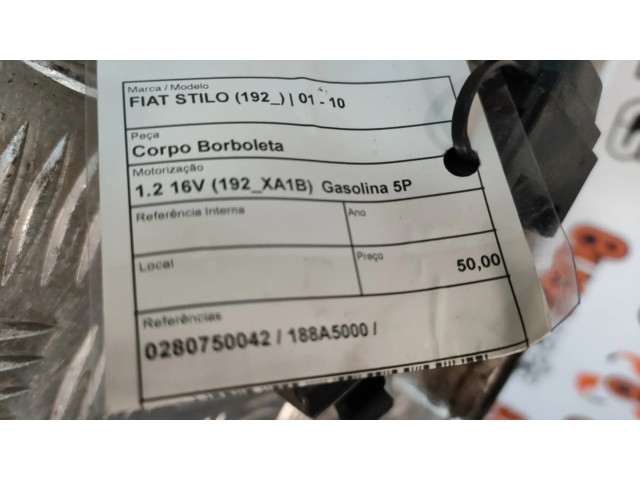 Marca / Modelo
FIAT STILO (192_) | 01 - 10
Peça
Corpo Borboleta
Motorização
1.2 16V (192_XA1B) Gasolina 5P
Referência Interna
Ano
Local
Preço
50,00
Referências
0280750042 / 188A5000 /